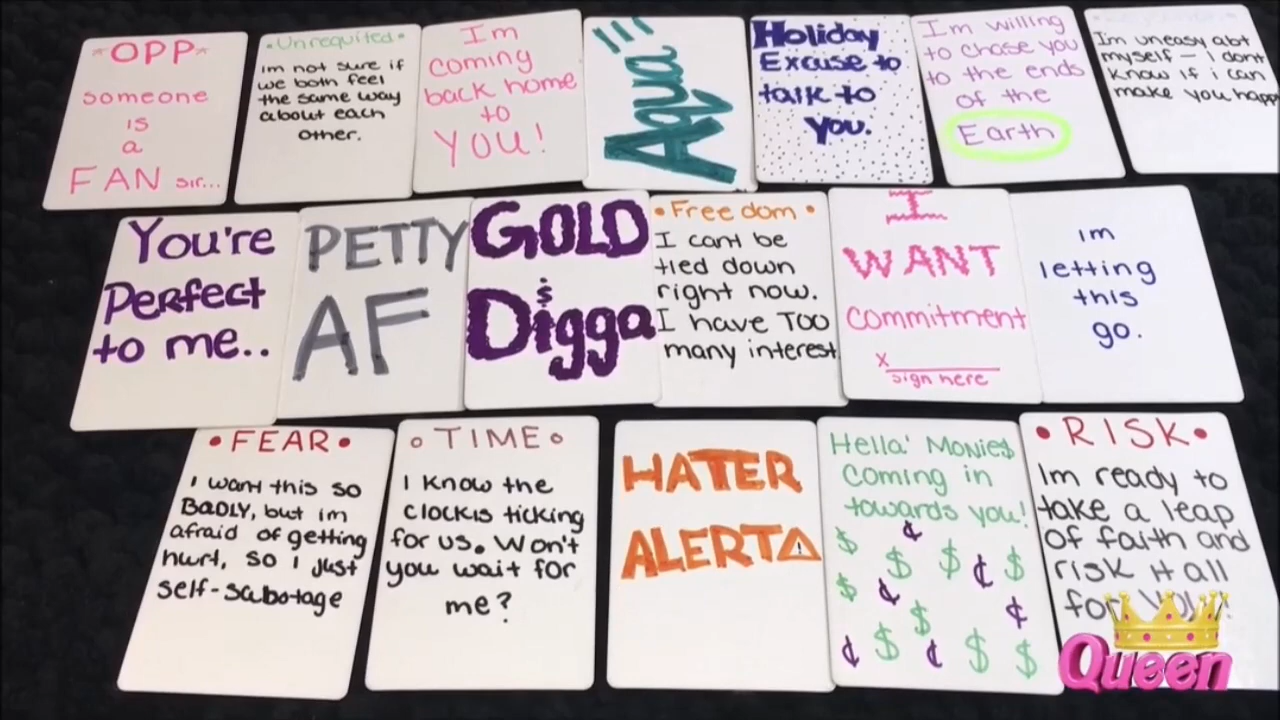 *OPP*
someone
is
a
FAN sir...
•Unrequited•
im not sure if
we both feel
the same way
about each
other.
Im
coming
back home
to
YOU!
Aqua
Holiday
Excuse to
talk to
You.
Im willing
to chase you
to the ends
of the
Earth
Im uneasy abt
myself - I dont
know if i can
make you happ
You're
Perfect
to me..
PETTY
AF
GOLD
$
Digga
•Freedom•
I cant be
tied down
right now.
I have TOO
many interest
I
WANT
commitment
x
sign here
im
letting
this
go.
•FEAR•
I want this so
BADLY, but im
afraid of getting
hurt, so I just
self-sabotage
○TIME○
I Know the
clock is ticking
for us. Won't
you wait for
me?
HATER
ALERT⚠
Hella' Monie$
Coming in
towards you!
$ ¢
$ $ ¢ $
$ ¢
$ ¢
¢ $ ¢ $ $
•RISK•
Im ready to
take a leap
of faith and
risk it all
for YOU!
Queen